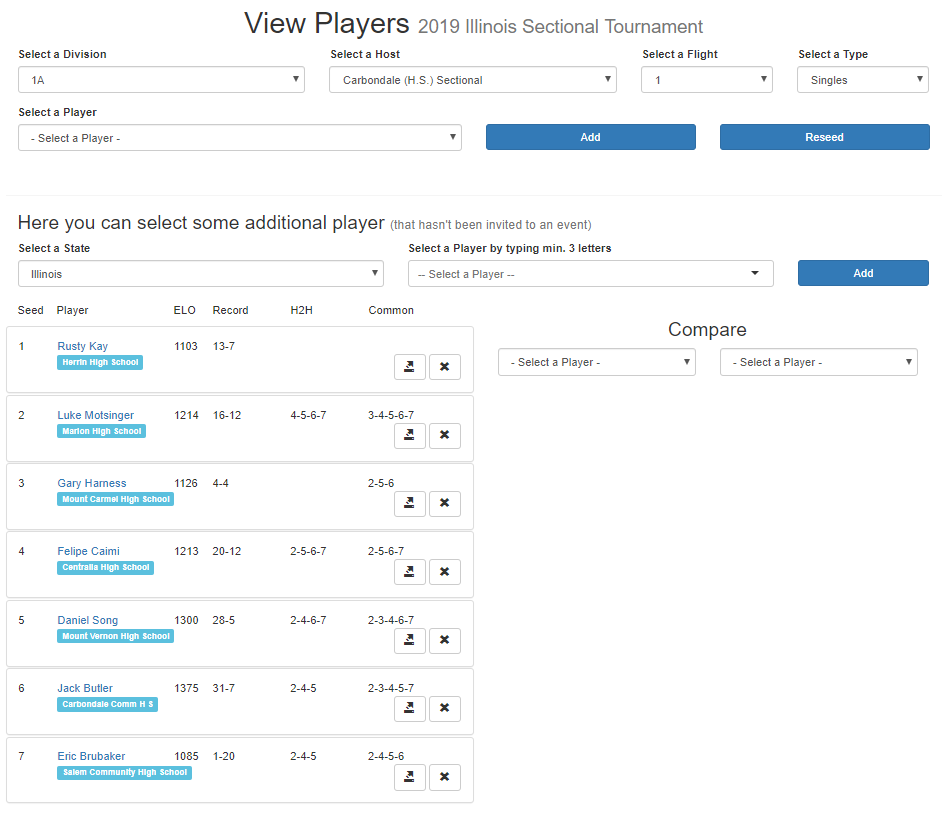 View Players 2019 Illinois Sectional Tournament
Select a Division Select a Host Select a Flight Select a Type
1A Carbondale (H.S.) Sectional 1 Singles
Select a Player
- Select a Player - Add Reseed
Here you can select some additional player (that hasn't been invited to an event)
Select a State Select a Player by typing min. 3 letters
Illinois -- Select a Player -- Add
Seed Player ELO Record H2H Common
Compare
- Select a Player - - Select a Player -
1 Rusty Kay 1103 13-7
Herrin High School
2 Luke Motsinger 1214 16-12 4-5-6-7 3-4-5-6-7
Marion High School
3 Gary Harness 1126 4-4 2-5-6
Mount Carmel High School
4 Felipe Caimi 1213 20-12 2-5-6-7 2-5-6-7
Centralia High School
5 Daniel Song 1300 28-5 2-4-6-7 2-3-4-6-7
Mount Vernon High School
6 Jack Butler 1375 31-7 2-4-5 2-3-4-5-7
Carbondale Comm H S
7 Eric Brubaker 1085 1-20 2-4-5 2-4-5-6
Salem Community High School